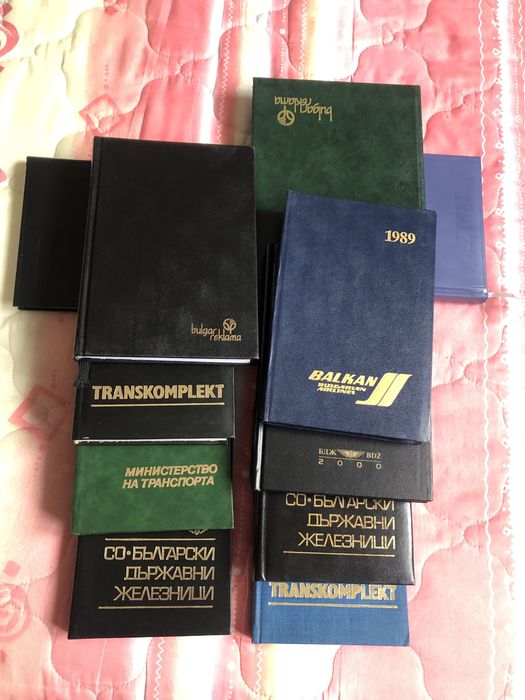 bulgar
reklama
1989
BALKAN
BULGARIAN
AIRLINES
bulgar
reklama
TRANSKOMPLEKT
БДЖ BDŽ
2000
МИНИСТЕРСТВО
НА ТРАНСПОРТА
СО•БЪЛГАРСКИ
ДЪРЖАВНИ
ЖЕЛЕЗНИЦИ
СО•БЪЛГАРСКИ
ДЪРЖАВНИ
ЖЕЛЕЗНИЦИ
TRANSKOMPLEKT